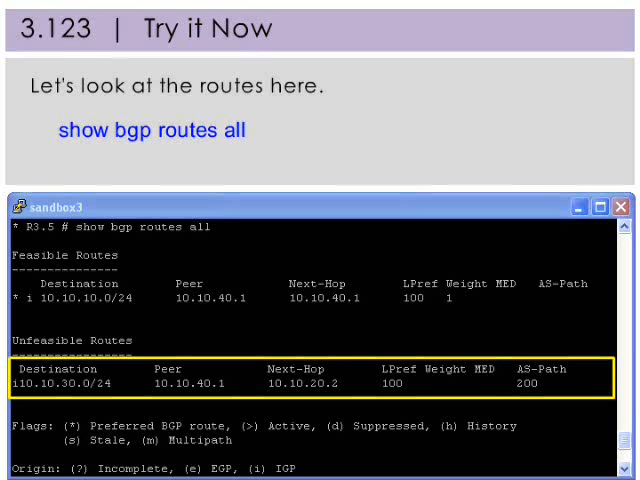 3.123 | Try it Now
Let's look at the routes here.
show bgp routes all
sandbox3
* R3.5 # show bgp routes all
Feasible Routes
---------------
Destination Peer Next-Hop LPref Weight MED AS-Path
* i 10.10.10.0/24 10.10.40.1 10.10.40.1 100 1
Unfeasible Routes
-----------------
Destination Peer Next-Hop LPref Weight MED AS-Path
i10.10.30.0/24 10.10.40.1 10.10.20.2 100 200
Flags: (*) Preferred BGP route, (>) Active, (d) Suppressed, (h) History
(s) Stale, (m) Multipath
Origin: (?) Incomplete, (e) EGP, (i) IGP